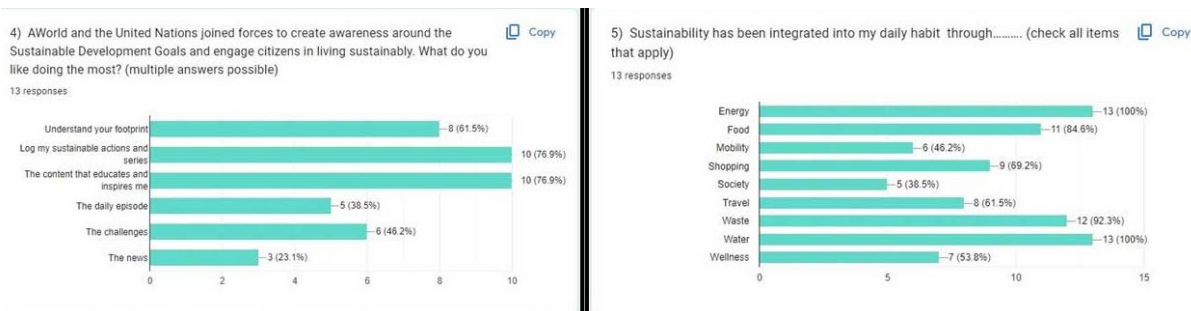 4) AWorld and the United Nations joined forces to create awareness around the
Sustainable Development Goals and engage citizens in living sustainably. What do you
like doing the most? (multiple answers possible)
Copy
13 responses
Understand your footprint
8 (61.5%)
Log my sustainable actions and
series
10 (76.9%)
The content that educates and
inspires me
10 (76.9%)
The daily episode
5 (38.5%)
The challenges
6 (46.2%)
The news
3 (23.1%)
0 2 4 6 8 10
5) Sustainability has been integrated into my daily habit through.......... (check all items
that apply)
Copy
13 responses
Energy
13 (100%)
Food
11 (84.6%)
Mobility
6 (46.2%)
Shopping
9 (69.2%)
Society
5 (38.5%)
Travel
8 (61.5%)
Waste
12 (92.3%)
Water
13 (100%)
Wellness
7 (53.8%)
0 5 10 15